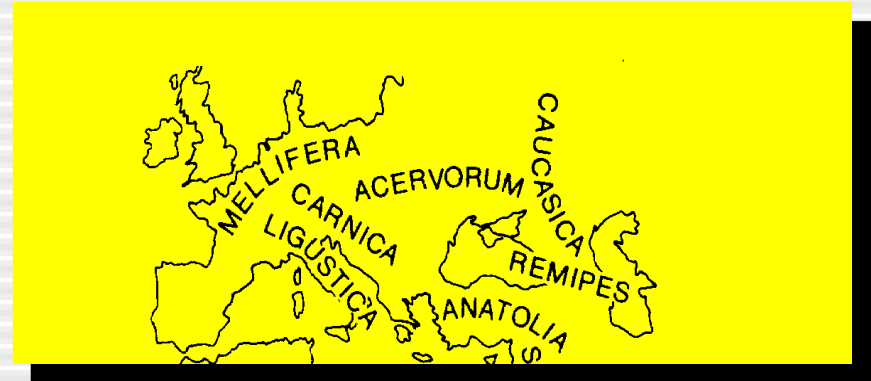 CAUCASICA
MELLIFERA
ACERVORUM
CARNICA
LIGUSTICA
REMIPES
ANATOLIA
S